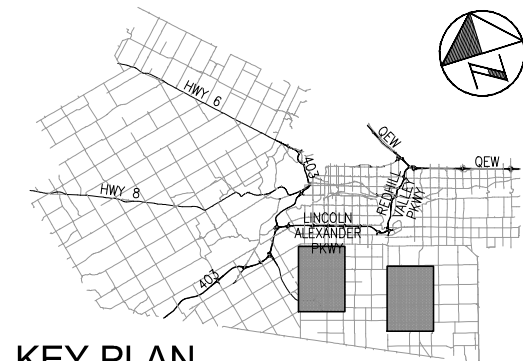 HWY 6
QEW
403
QEW
HWY 8
REDHILL
VALLEY
PKWY
LINCOLN
ALEXANDER
PKWY
403
KEY PLAN
N